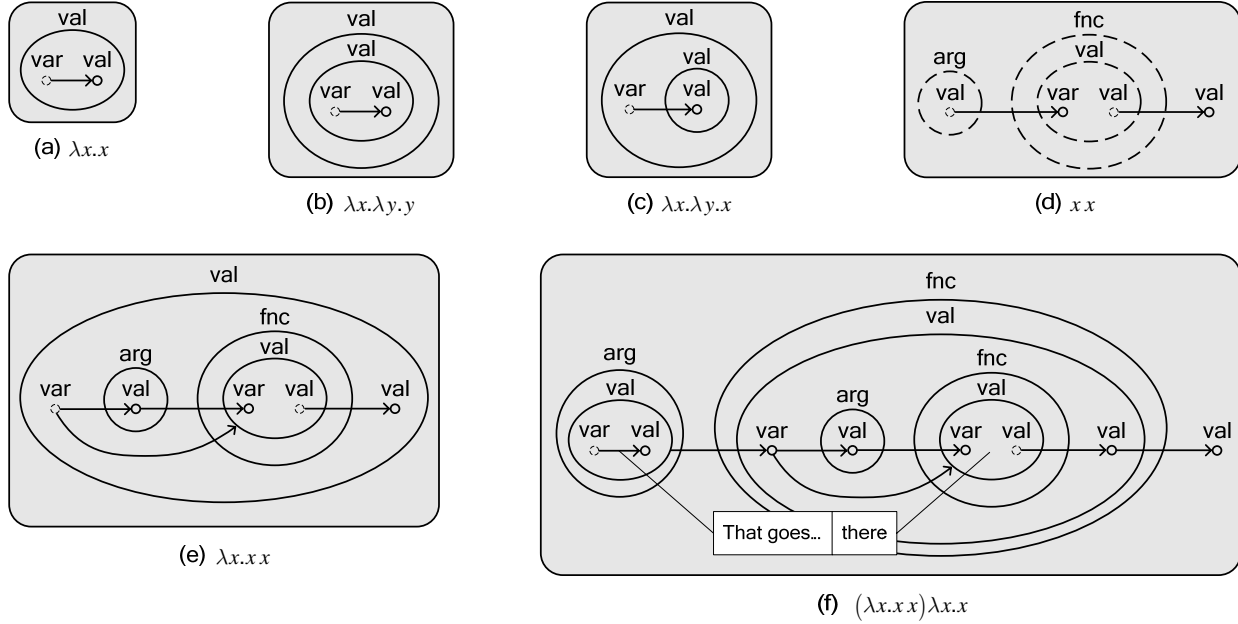 val
var val
(a) λx.x
val
val
var val
(b) λx.λy.y
val
val
var val
(c) λx.λy.x
fnc
arg val
val var val val
(d) x x
val
fnc
arg val
var val var val val
(e) λx.x x
fnc
val
arg fnc
val arg val
var val var val var val val val
That goes... there
(f) (λx.x x)λx.x